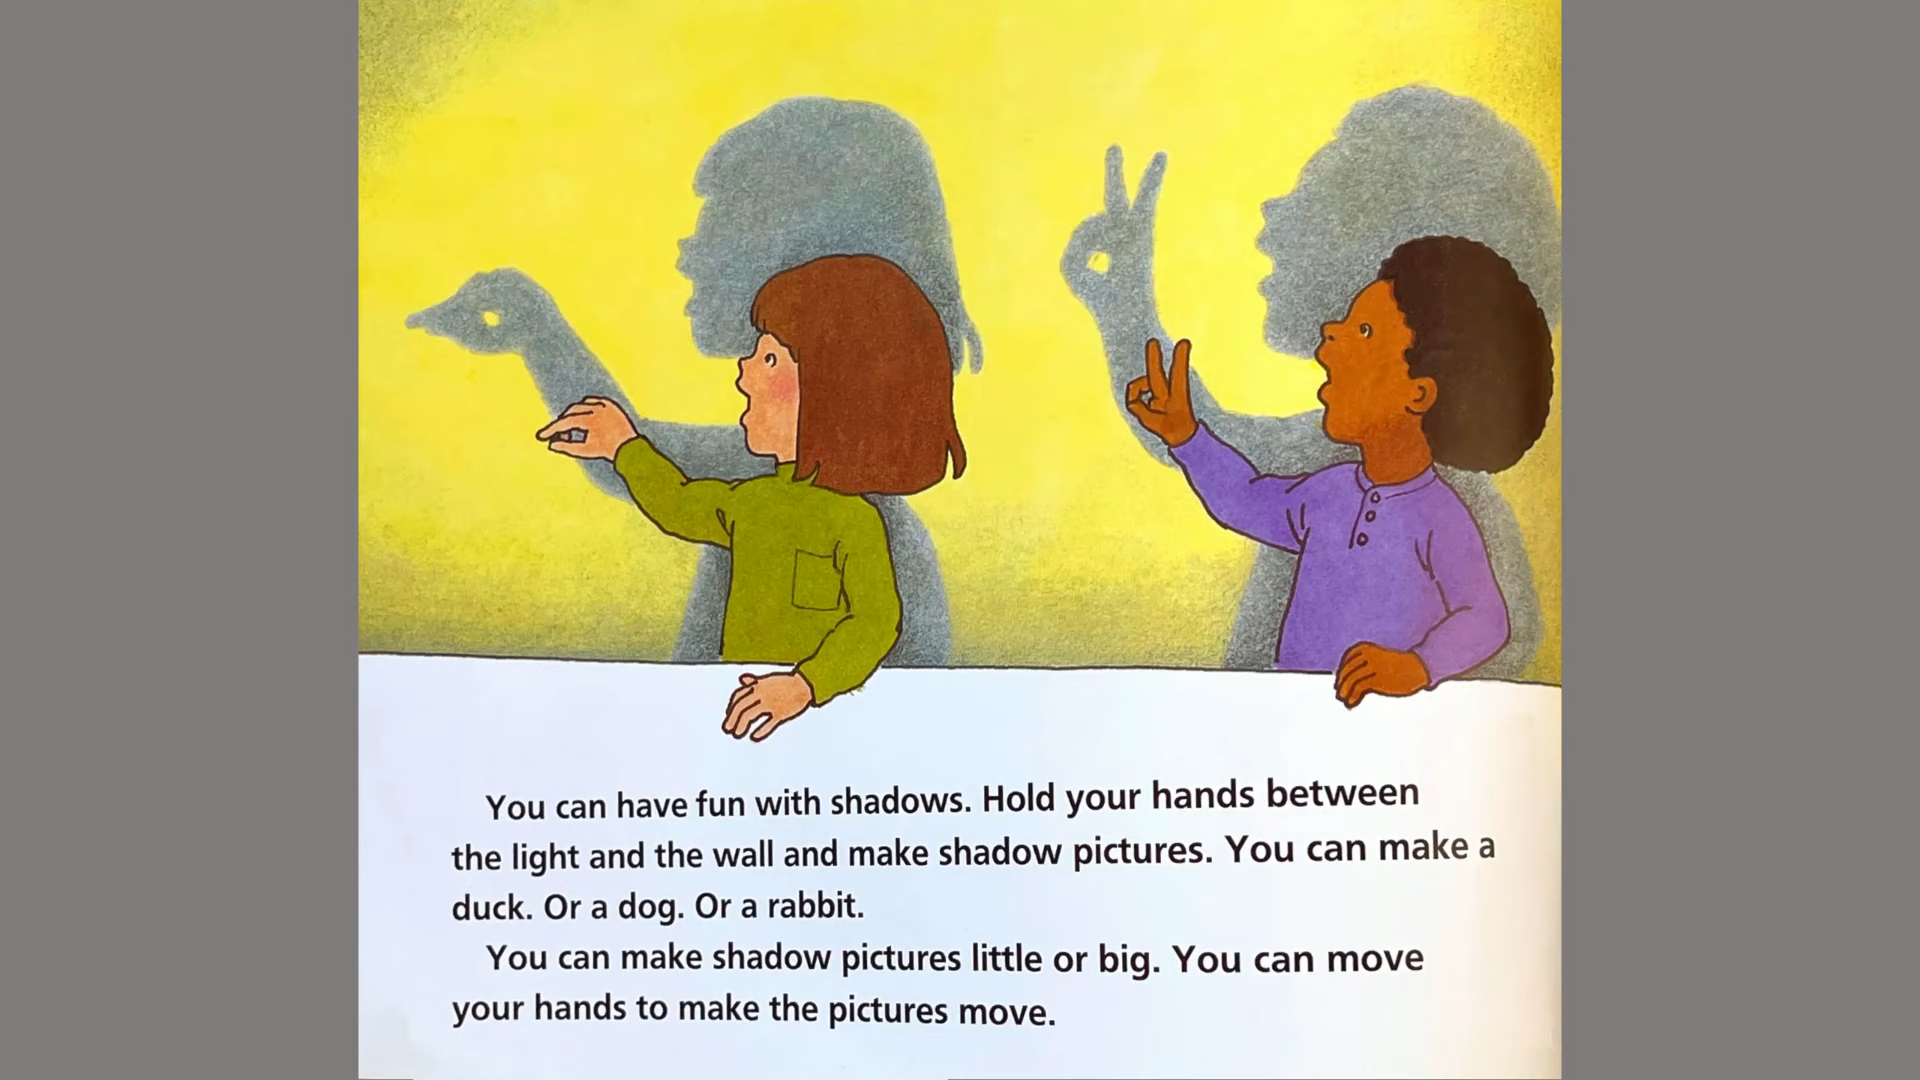 You can have fun with shadows. Hold your hands between
the light and the wall and make shadow pictures. You can make a
duck. Or a dog. Or a rabbit.
You can make shadow pictures little or big. You can move
your hands to make the pictures move.